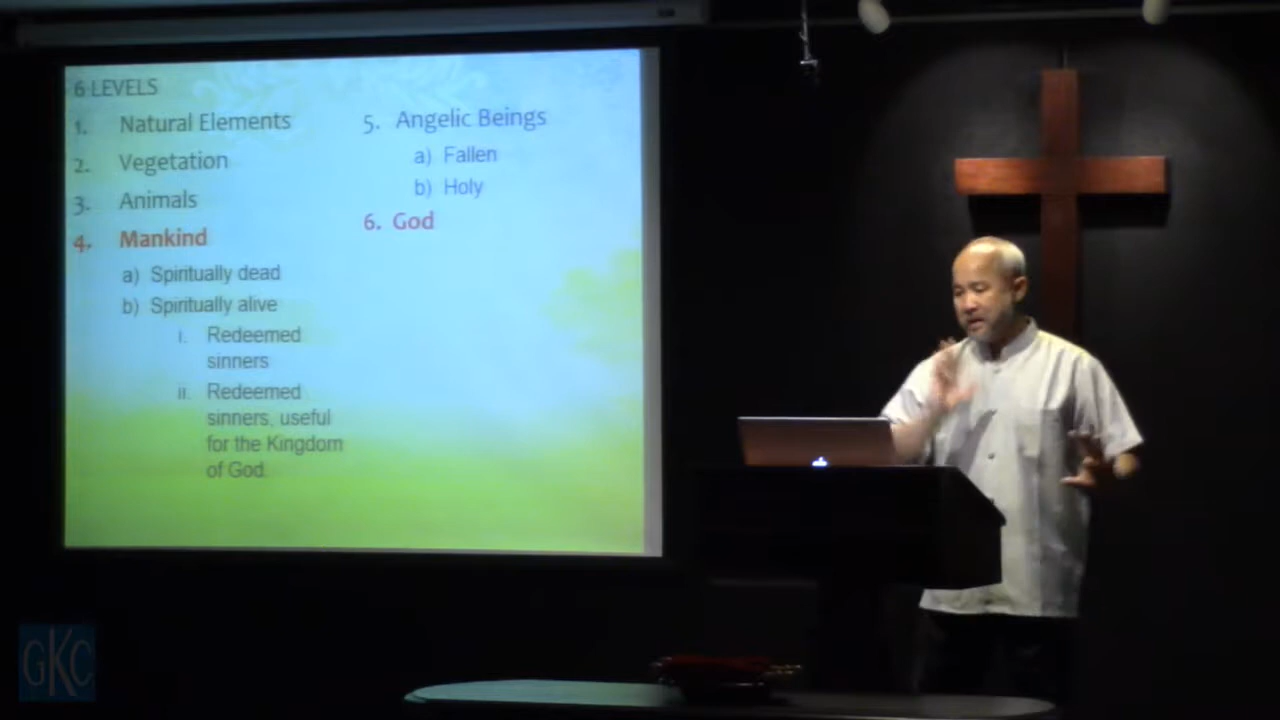 6 LEVELS
1. Natural Elements
2. Vegetation
3. Animals
4. Mankind
a) Spiritually dead
b) Spiritually alive
i. Redeemed
sinners
ii. Redeemed
sinners, useful
for the Kingdom
of God.
5. Angelic Beings
a) Fallen
b) Holy
6. God
GKC